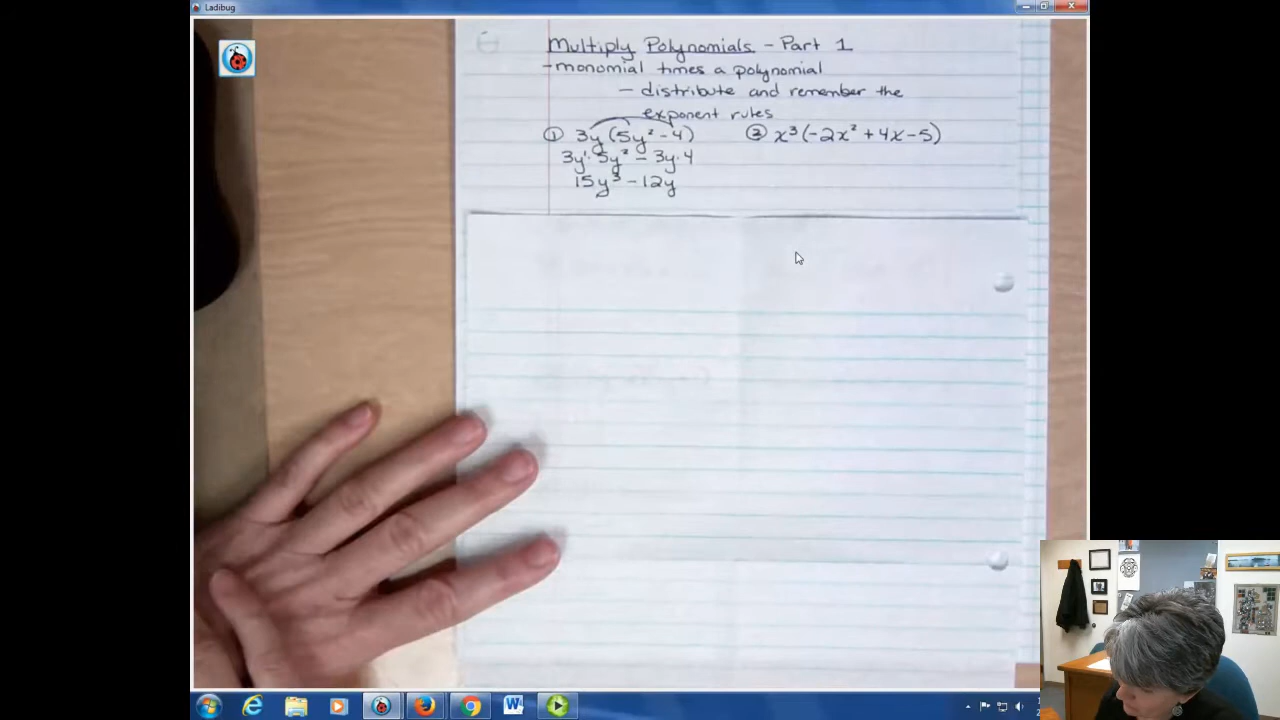 Ladibug
Multiply Polynomials - Part 1
- monomial times a polynomial
- distribute and remember the
exponent rules
① 3y (5y² - 4)
3y¹· 5y² - 3y·4
15y³ - 12y
② x³(-2x² + 4x - 5)